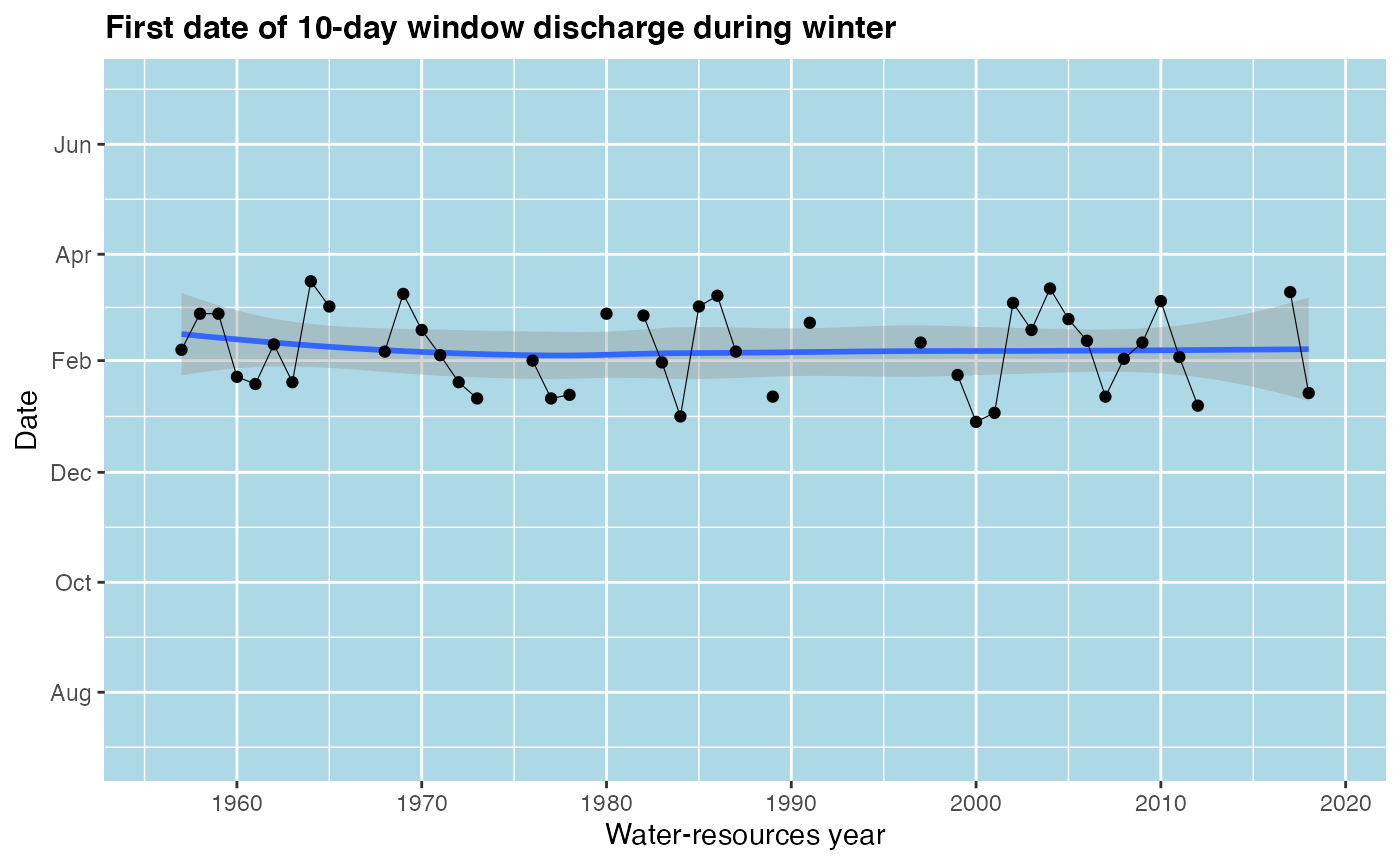 First date of 10-day window discharge during winter
Date
Jun
Apr
Feb
Dec
Oct
Aug
1960 1970 1980 1990 2000 2010 2020
Water-resources year